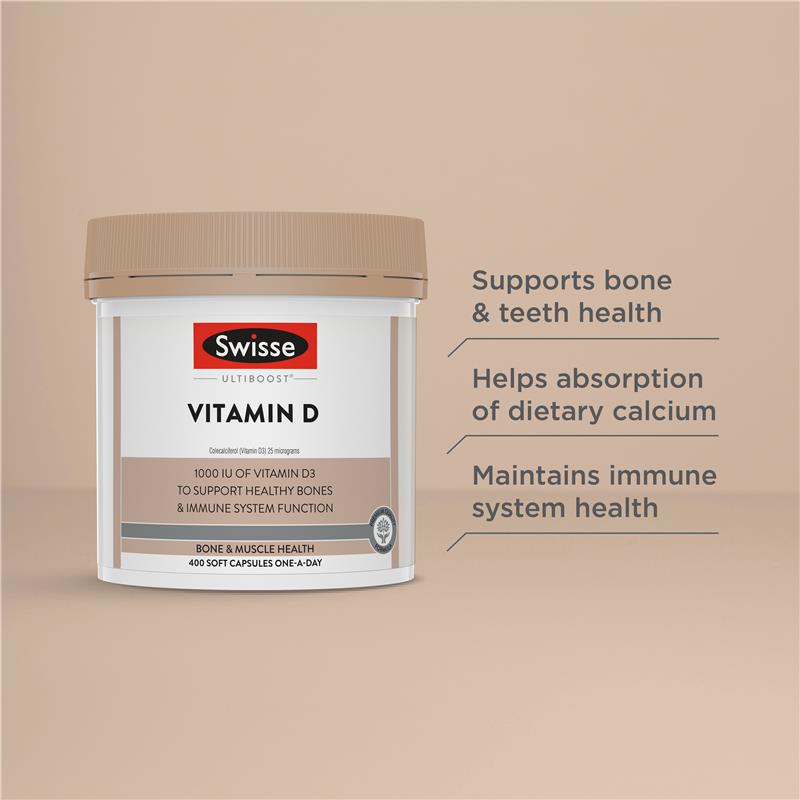 Swisse
ULTIBOOST®
VITAMIN D
Colecalciferol (Vitamin D3) 25 micrograms
1000 IU OF VITAMIN D3
TO SUPPORT HEALTHY BONES
& IMMUNE SYSTEM FUNCTION
BONE & MUSCLE HEALTH
400 SOFT CAPSULES ONE-A-DAY
Supports bone
& teeth health
Helps absorption
of dietary calcium
Maintains immune
system health